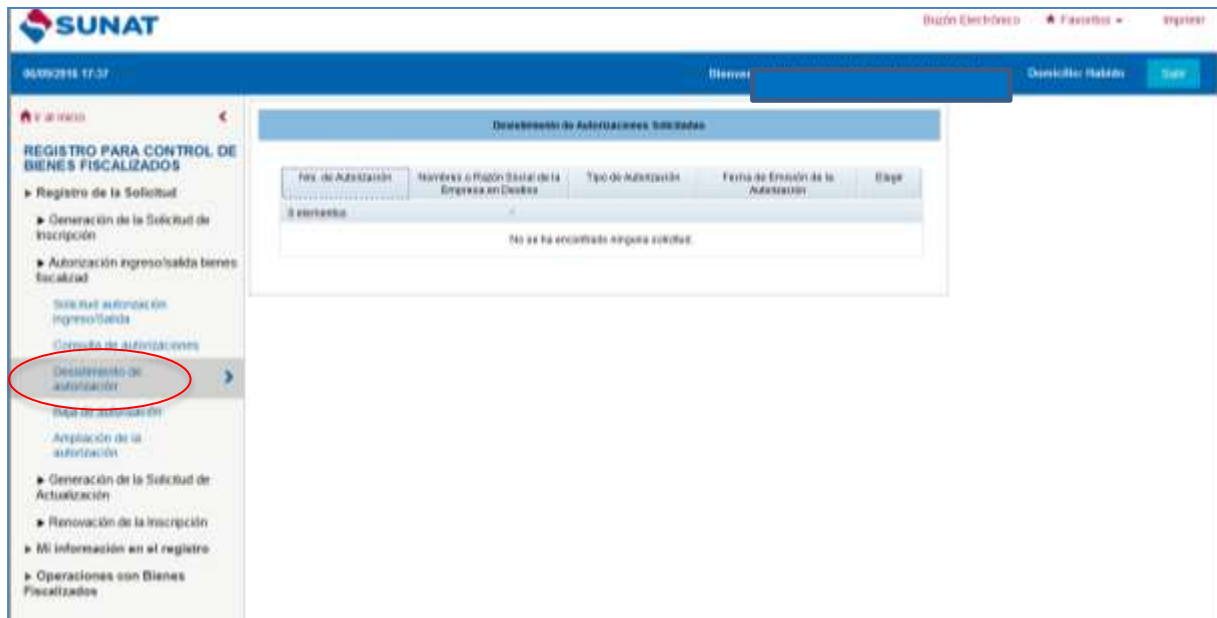 SUNAT
Buzón Electrónico
Favoritos
Imprimir
06/09/2016 17:37
Domicilio: Habido
Salir
Ir al inicio
REGISTRO PARA CONTROL DE
BIENES FISCALIZADOS
Registro de la Solicitud
Generación de la Solicitud de
Inscripción
Autorización ingreso/salida bienes
fiscalizad
Solicitud autorización
Ingreso/Salida
Consulta de autorizaciones
Desistimiento de
autorización
Baja de autorización
Ampliación de la
autorización
Generación de la Solicitud de
Actualización
Renovación de la Inscripción
Mi información en el registro
Operaciones con Bienes
Fiscalizados
Desistimiento de Autorizaciones Solicitadas
Nro. de Autorización
Nombres o Razón Social de la
Empresa en Destino
Tipo de Autorización
Fecha de Emisión de la
Autorización
Elegir
0 elementos
No se ha encontrado ninguna solicitud.